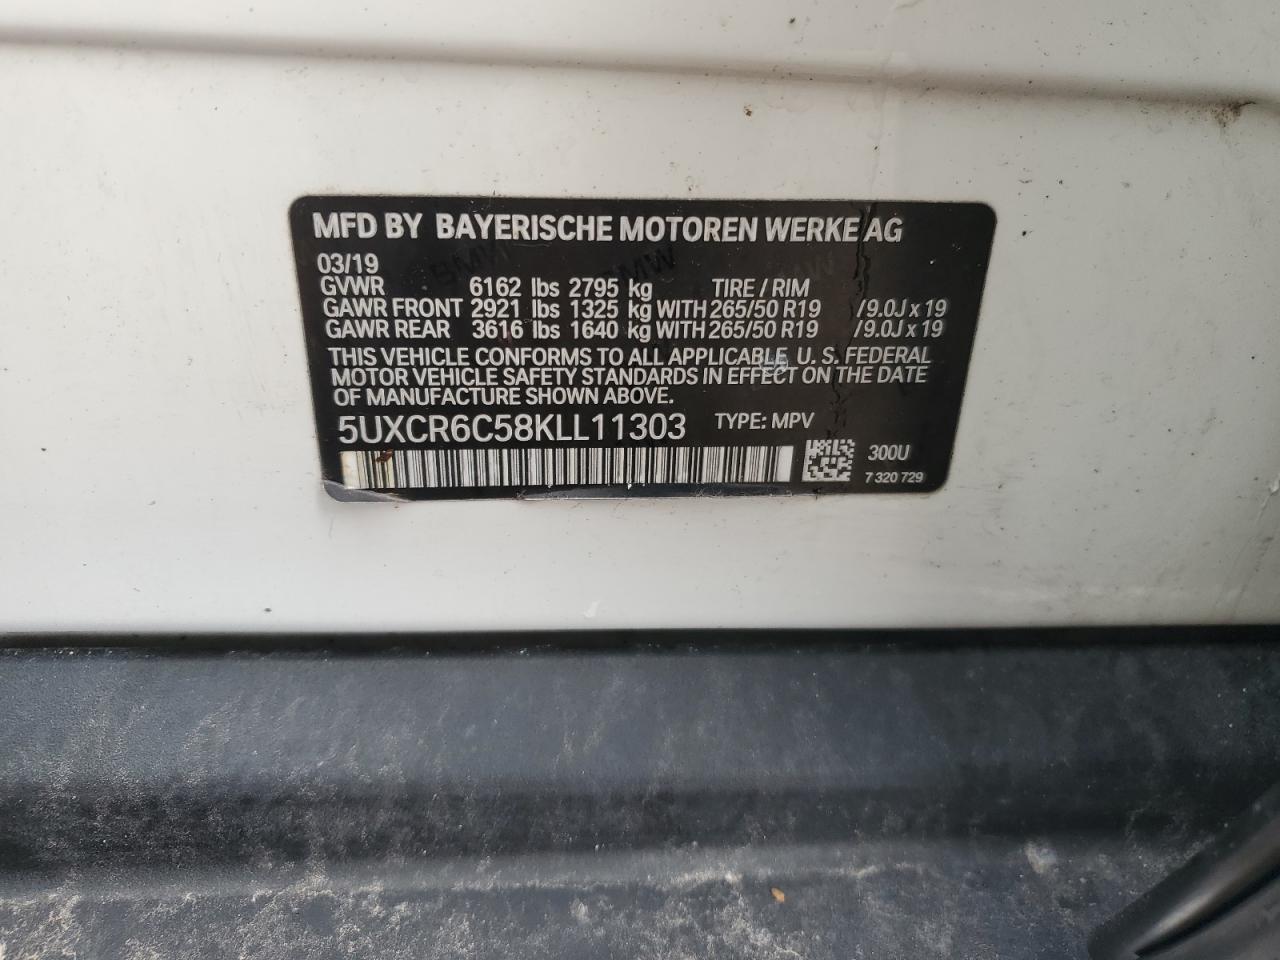 MFD BY BAYERISCHE MOTOREN WERKE AG
03/19
GVWR 6162 lbs 2795 kg TIRE / RIM
GAWR FRONT 2921 lbs 1325 kg WITH 265/50 R19 /9.0J x 19
GAWR REAR 3616 lbs 1640 kg WITH 265/50 R19 /9.0J x 19
THIS VEHICLE CONFORMS TO ALL APPLICABLE U. S. FEDERAL
MOTOR VEHICLE SAFETY STANDARDS IN EFFECT ON THE DATE
OF MANUFACTURE SHOWN ABOVE.
5UXCR6C58KLL11303 TYPE: MPV
300U
7 320 729